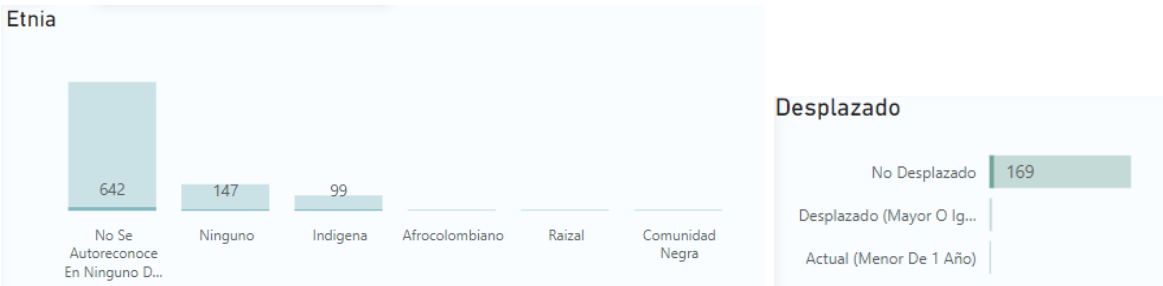 Etnia
642
147
99
No Se
Autoreconoce
En Ninguno D...
Ninguno
Indigena
Afrocolombiano
Raizal
Comunidad
Negra
Desplazado
No Desplazado
169
Desplazado (Mayor O Ig...
Actual (Menor De 1 Año)